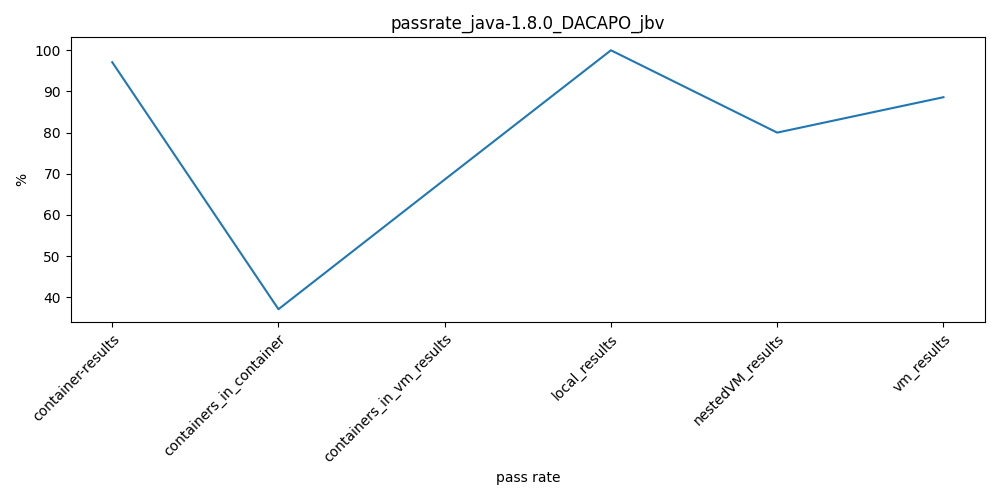 passrate_java-1.8.0_DACAPO_jbv
100
90
80
70
60
50
40
%
container-results
containers_in_container
containers_in_vm_results
local_results
nestedVM_results
vm_results
pass rate